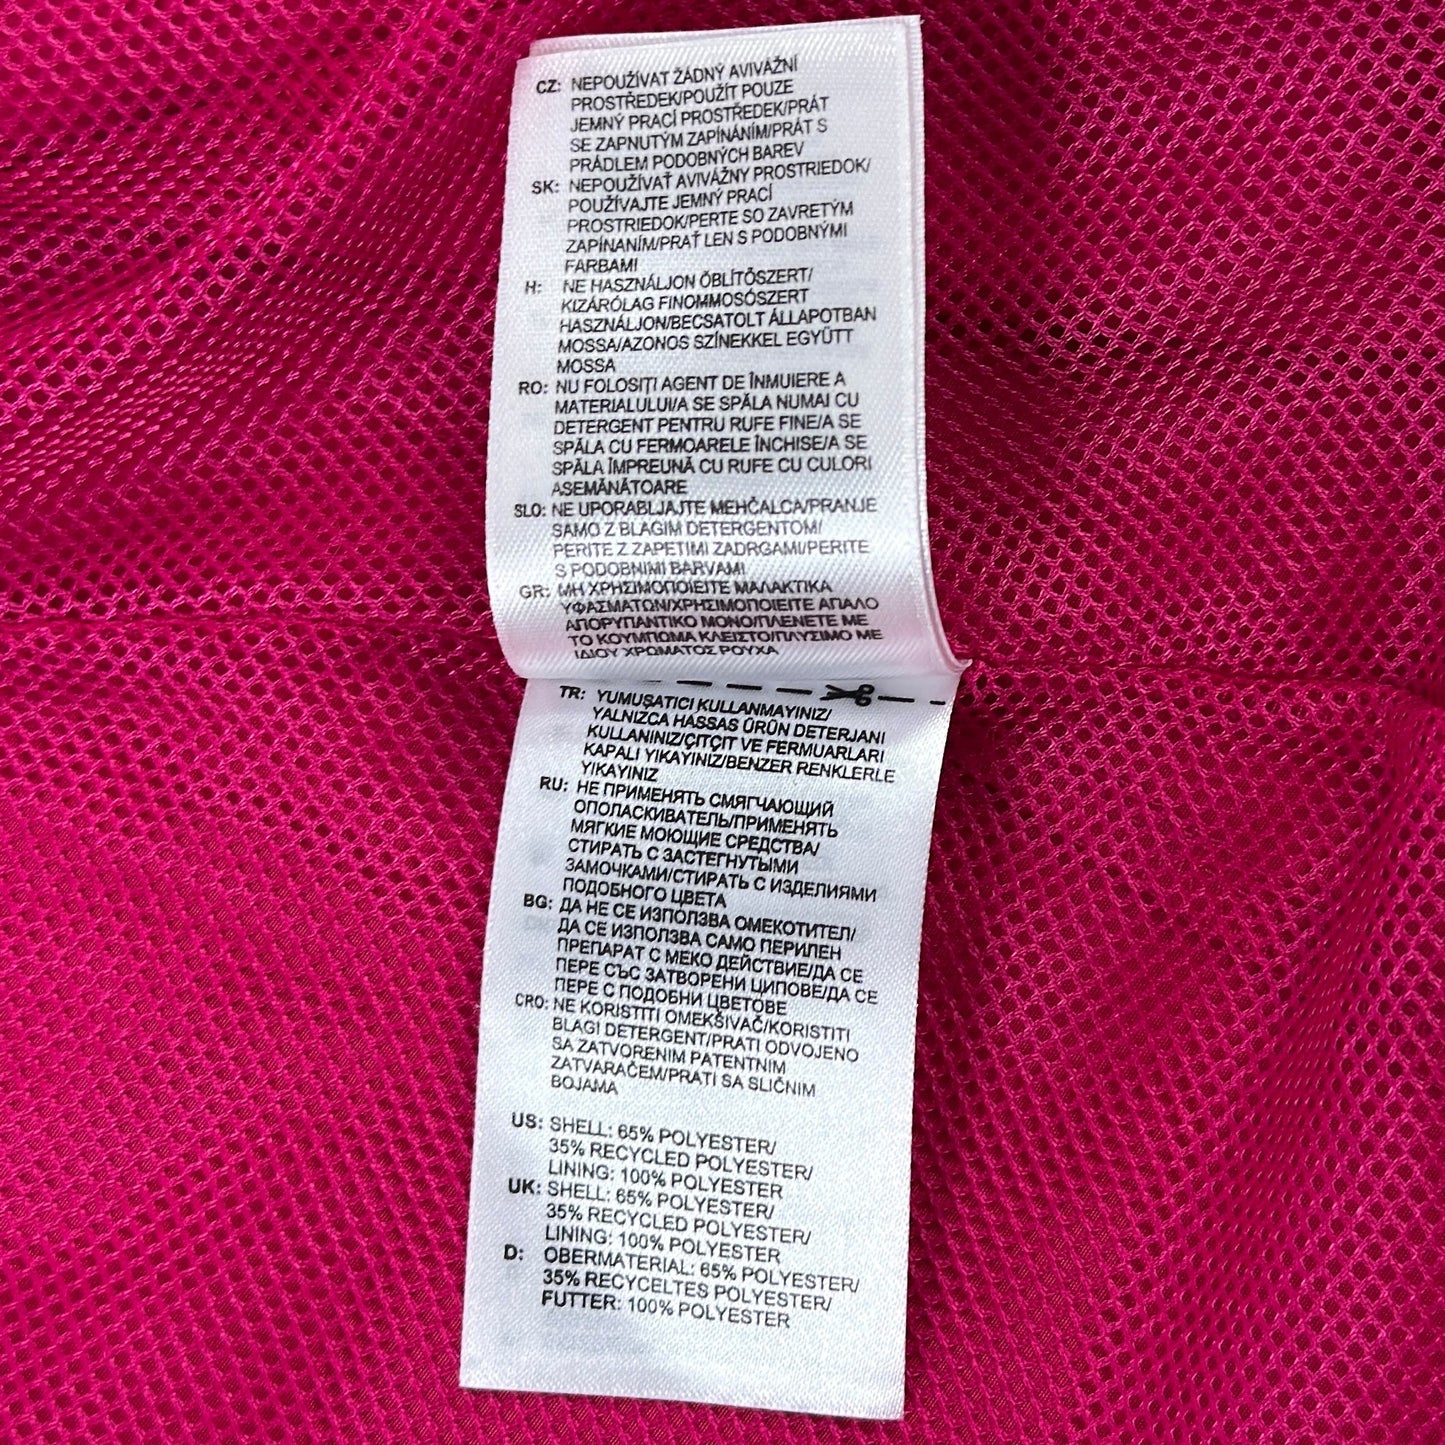 CZ: NEPOUŽÍVAT ŽÁDNÝ AVIVÁŽNÍ
PROSTŘEDEK/POUŽÍT POUZE
JEMNÝ PRACÍ PROSTŘEDEK/PRÁT
SE ZAPNUTÝM ZAPÍNÁNÍM/PRÁT S
PRÁDLEM PODOBNÝCH BAREV
SK: NEPOUŽÍVAŤ AVIVÁŽNY PROSTRIEDOK/
POUŽÍVAJTE JEMNÝ PRACÍ
PROSTRIEDOK/PERTE SO ZAVRETÝM
ZAPÍNANÍM/PRAŤ LEN S PODOBNÝMI
FARBAMI
H: NE HASZNÁLJON ÖBLÍTŐSZERT/
KIZÁRÓLAG FINOMMOSÓSZERT
HASZNÁLJON/BECSATOLT ÁLLAPOTBAN
MOSSA/AZONOS SZÍNEKKEL EGYÜTT
MOSSA
RO: NU FOLOSIȚI AGENT DE ÎNMUIERE A
MATERIALULUI/A SE SPĂLA NUMAI CU
DETERGENT PENTRU RUFE FINE/A SE
SPĂLA CU FERMOARELE ÎNCHISE/A SE
SPĂLA ÎMPREUNĂ CU RUFE CU CULORI
ASEMĂNĂTOARE
SLO: NE UPORABLJAJTE MEHČALCA/PRANJE
SAMO Z BLAGIM DETERGENTOM/
PERITE Z ZAPETIMI ZADRGAMI/PERITE
S PODOBNIMI BARVAMI
GR: ΜΗ ΧΡΗΣΙΜΟΠΟΙΕΙΤΕ ΜΑΛΑΚΤΙΚΑ
ΥΦΑΣΜΑΤΩΝ/ΧΡΗΣΙΜΟΠΟΙΕΙΤΕ ΑΠΑΛΟ
ΑΠΟΡΥΠΑΝΤΙΚΟ ΜΟΝΟ/ΠΛΕΝΕΤΕ ΜΕ
ΤΟ ΚΟΥΜΠΩΜΑ ΚΛΕΙΣΤΟ/ΠΛΥΣΙΜΟ ΜΕ
ΙΔΙΟΥ ΧΡΩΜΑΤΟΣ ΡΟΥΧΑ
TR: YUMUŞATICI KULLANMAYINIZ/
YALNIZCA HASSAS ÜRÜN DETERJANI
KULLANINIZ/ÇITÇIT VE FERMUARLARI
KAPALI YIKAYINIZ/BENZER RENKLERLE
YIKAYINIZ
RU: НЕ ПРИМЕНЯТЬ СМЯГЧАЮЩИЙ
ОПОЛАСКИВАТЕЛЬ/ПРИМЕНЯТЬ
МЯГКИЕ МОЮЩИЕ СРЕДСТВА/
СТИРАТЬ С ЗАСТЕГНУТЫМИ
ЗАМОЧКАМИ/СТИРАТЬ С ИЗДЕЛИЯМИ
ПОДОБНОГО ЦВЕТА
BG: ДА НЕ СЕ ИЗПОЛЗВА ОМЕКОТИТЕЛ/
ДА СЕ ИЗПОЛЗВА САМО ПЕРИЛЕН
ПРЕПАРАТ С МЕКО ДЕЙСТВИЕ/ДА СЕ
ПЕРЕ СЪС ЗАТВОРЕНИ ЦИПОВЕ/ДА СЕ
ПЕРЕ С ПОДОБНИ ЦВЕТОВЕ
CRO: NE KORISTITI OMEKŠIVAČ/KORISTITI
BLAGI DETERGENT/PRATI ODVOJENO
SA ZATVORENIM PATENTNIM
ZATVARAČEM/PRATI SA SLIČNIM
BOJAMA
US: SHELL: 65% POLYESTER/
35% RECYCLED POLYESTER/
LINING: 100% POLYESTER
UK: SHELL: 65% POLYESTER/
35% RECYCLED POLYESTER/
LINING: 100% POLYESTER
D: OBERMATERIAL: 65% POLYESTER/
35% RECYCELTES POLYESTER/
FUTTER: 100% POLYESTER